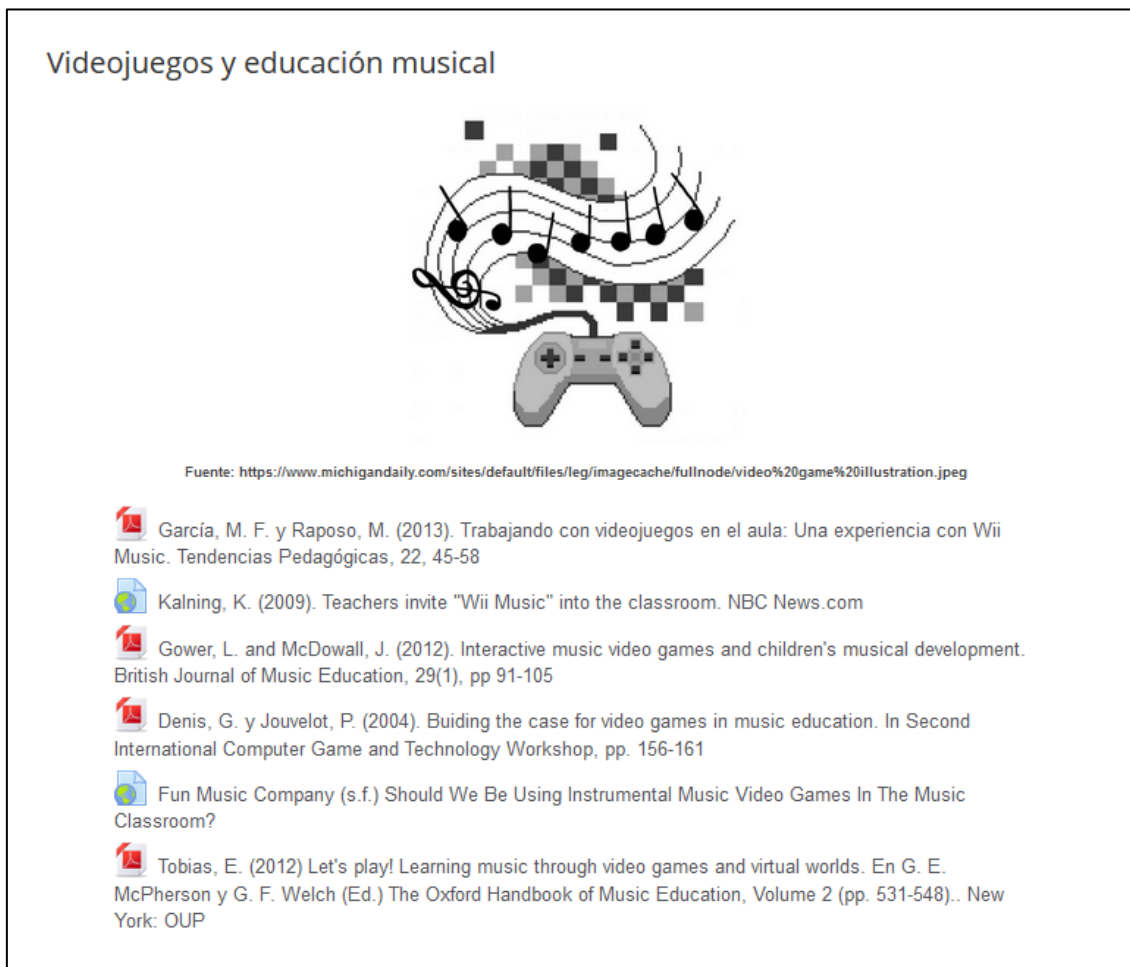 Videojuegos y educación musical
Fuente: https://www.michigandaily.com/sites/default/files/leg/imagecache/fullnode/video%20game%20illustration.jpeg
García, M. F. y Raposo, M. (2013). Trabajando con videojuegos en el aula: Una experiencia con Wii
Music. Tendencias Pedagógicas, 22, 45-58
Kalning, K. (2009). Teachers invite "Wii Music" into the classroom. NBC News.com
Gower, L. and McDowall, J. (2012). Interactive music video games and children's musical development.
British Journal of Music Education, 29(1), pp 91-105
Denis, G. y Jouvelot, P. (2004). Buiding the case for video games in music education. In Second
International Computer Game and Technology Workshop, pp. 156-161
Fun Music Company (s.f.) Should We Be Using Instrumental Music Video Games In The Music
Classroom?
Tobias, E. (2012) Let's play! Learning music through video games and virtual worlds. En G. E.
McPherson y G. F. Welch (Ed.) The Oxford Handbook of Music Education, Volume 2 (pp. 531-548).. New
York: OUP